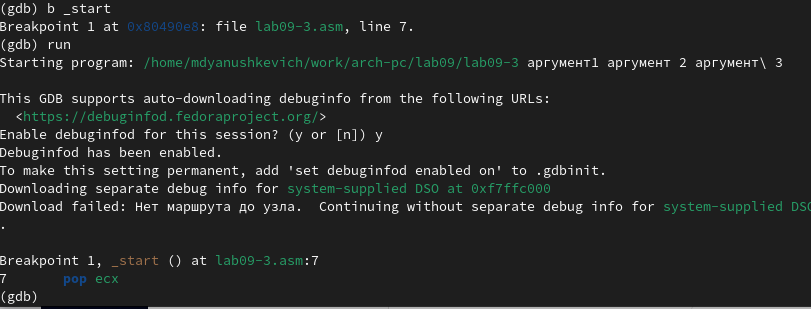 (gdb) b _start
Breakpoint 1 at 0x80490e8: file lab09-3.asm, line 7.
(gdb) run
Starting program: /home/mdyanushkevich/work/arch-pc/lab09/lab09-3 аргумент1 аргумент 2 аргумент\ 3
This GDB supports auto-downloading debuginfo from the following URLs:
  <https://debuginfod.fedoraproject.org/>
Enable debuginfod for this session? (y or [n]) y
Debuginfod has been enabled.
To make this setting permanent, add 'set debuginfod enabled on' to .gdbinit.
Downloading separate debug info for system-supplied DSO at 0xf7ffc000
Download failed: Нет маршрута до узла.  Continuing without separate debug info for system-supplied DSO
.
Breakpoint 1, _start () at lab09-3.asm:7
7       pop ecx
(gdb)